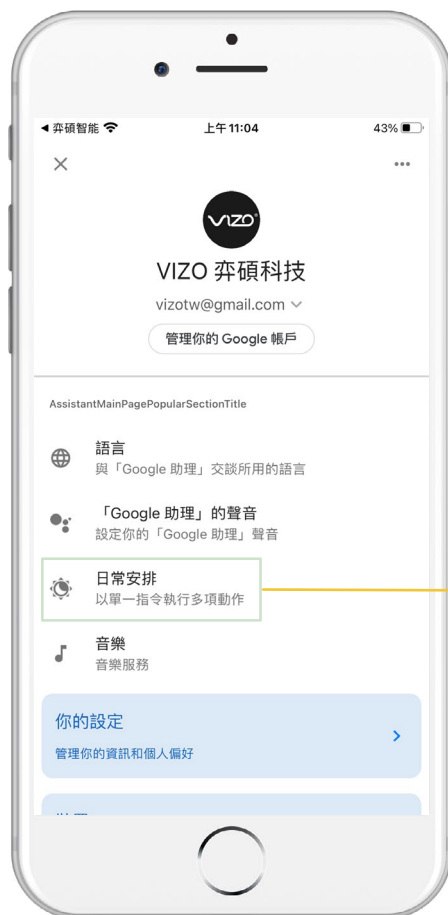 ◀ 弈碩智能
上午 11:04
43%
VIZO
VIZO 弈碩科技
vizotw@gmail.com
管理你的 Google 帳戶
AssistantMainPagePopularSectionTitle
語言
與「Google 助理」交談所用的語言
「Google 助理」的聲音
設定你的「Google 助理」聲音
日常安排
以單一指令執行多項動作
音樂
音樂服務
你的設定
管理你的資訊和個人偏好